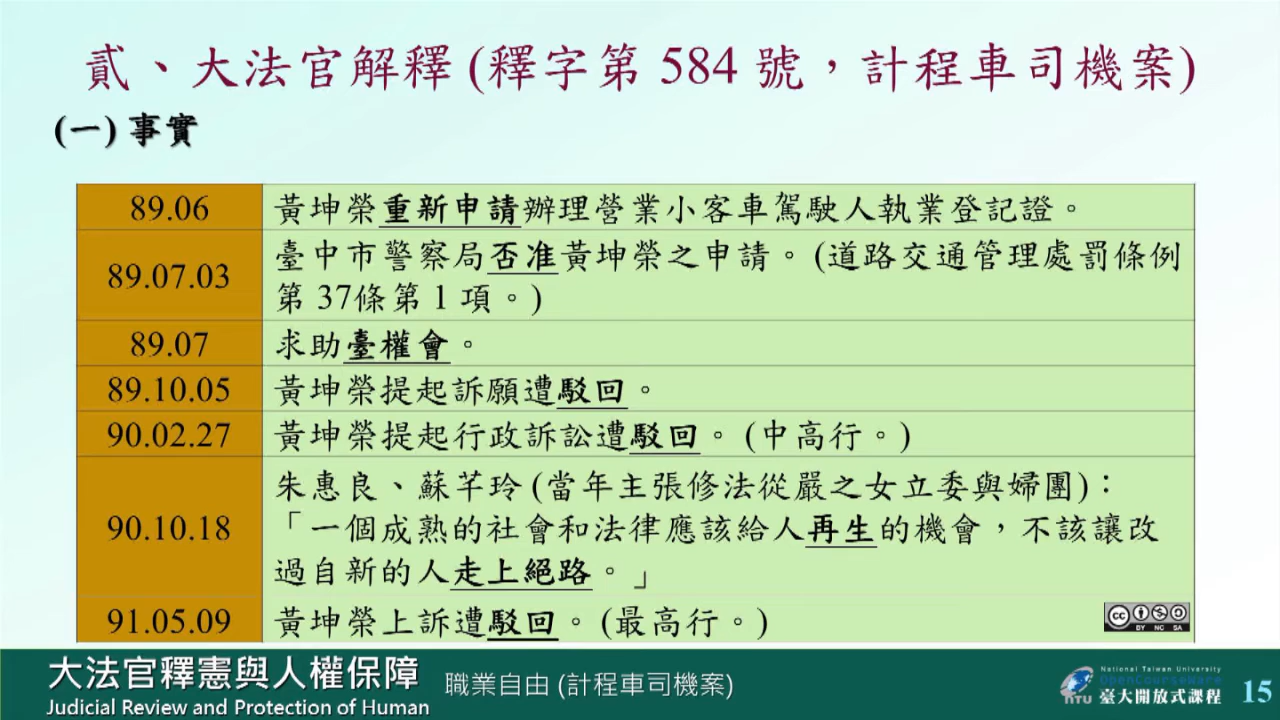 貳、大法官解釋 (釋字第 584 號，計程車司機案)
(一) 事實
89.06 黃坤榮重新申請辦理營業小客車駕駛人執業登記證。
89.07.03 臺中市警察局否准黃坤榮之申請。(道路交通管理處罰條例
第 37條第 1 項。)
89.07 求助臺權會。
89.10.05 黃坤榮提起訴願遭駁回。
90.02.27 黃坤榮提起行政訴訟遭駁回。(中高行。)
90.10.18 朱惠良、蘇芊玲 (當年主張修法從嚴之女立委與婦團)：
「一個成熟的社會和法律應該給人再生的機會，不該讓改
過自新的人走上絕路。」
91.05.09 黃坤榮上訴遭駁回。(最高行。)
cc BY NC SA
大法官釋憲與人權保障 職業自由 (計程車司機案)
Judicial Review and Protection of Human
National Taiwan University
OpenCourseWare
NTU 臺大開放式課程 15